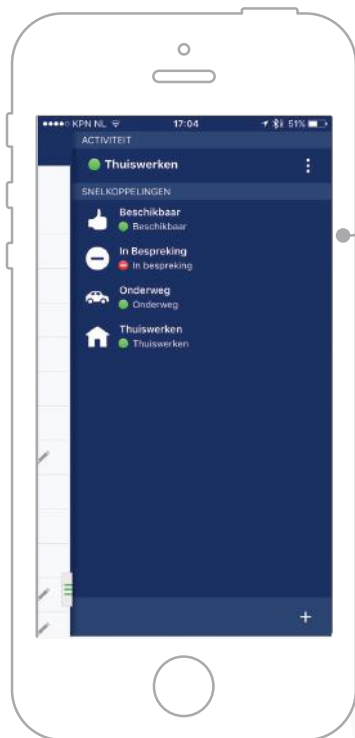 KPN NL 17:04 51%
ACTIVITEIT
Thuiswerken
SNELKOPPELINGEN
Beschikbaar
Beschikbaar
In Bespreking
In bespreking
Onderweg
Onderweg
Thuiswerken
Thuiswerken
+